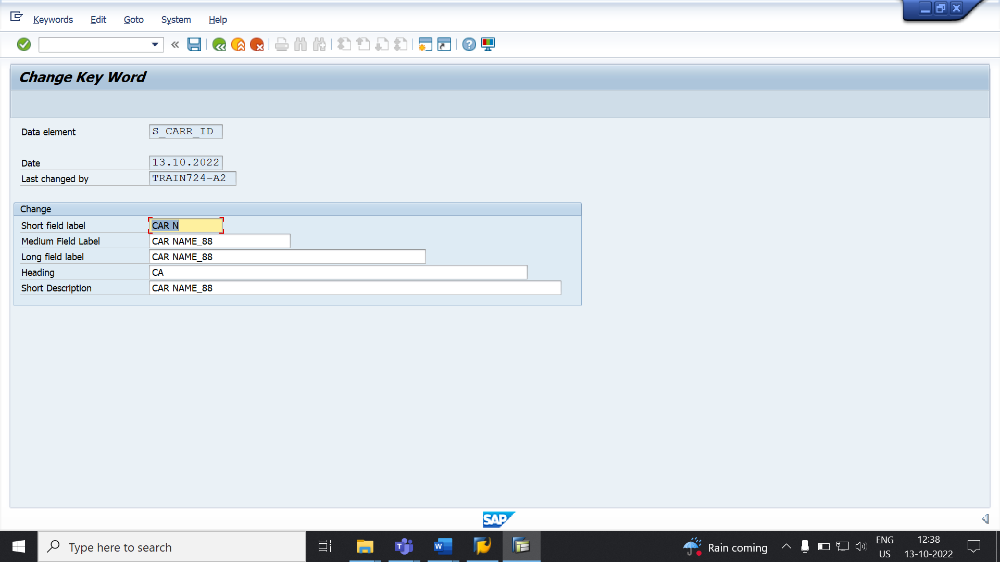 Keywords Edit Goto System Help
Change Key Word
Data element S_CARR_ID
Date 13.10.2022
Last changed by TRAIN724-A2
Change
Short field label CAR N
Medium Field Label CAR NAME_88
Long field label CAR NAME_88
Heading CA
Short Description CAR NAME_88
SAP
Type here to search
Rain coming
ENG
US
12:38
13-10-2022